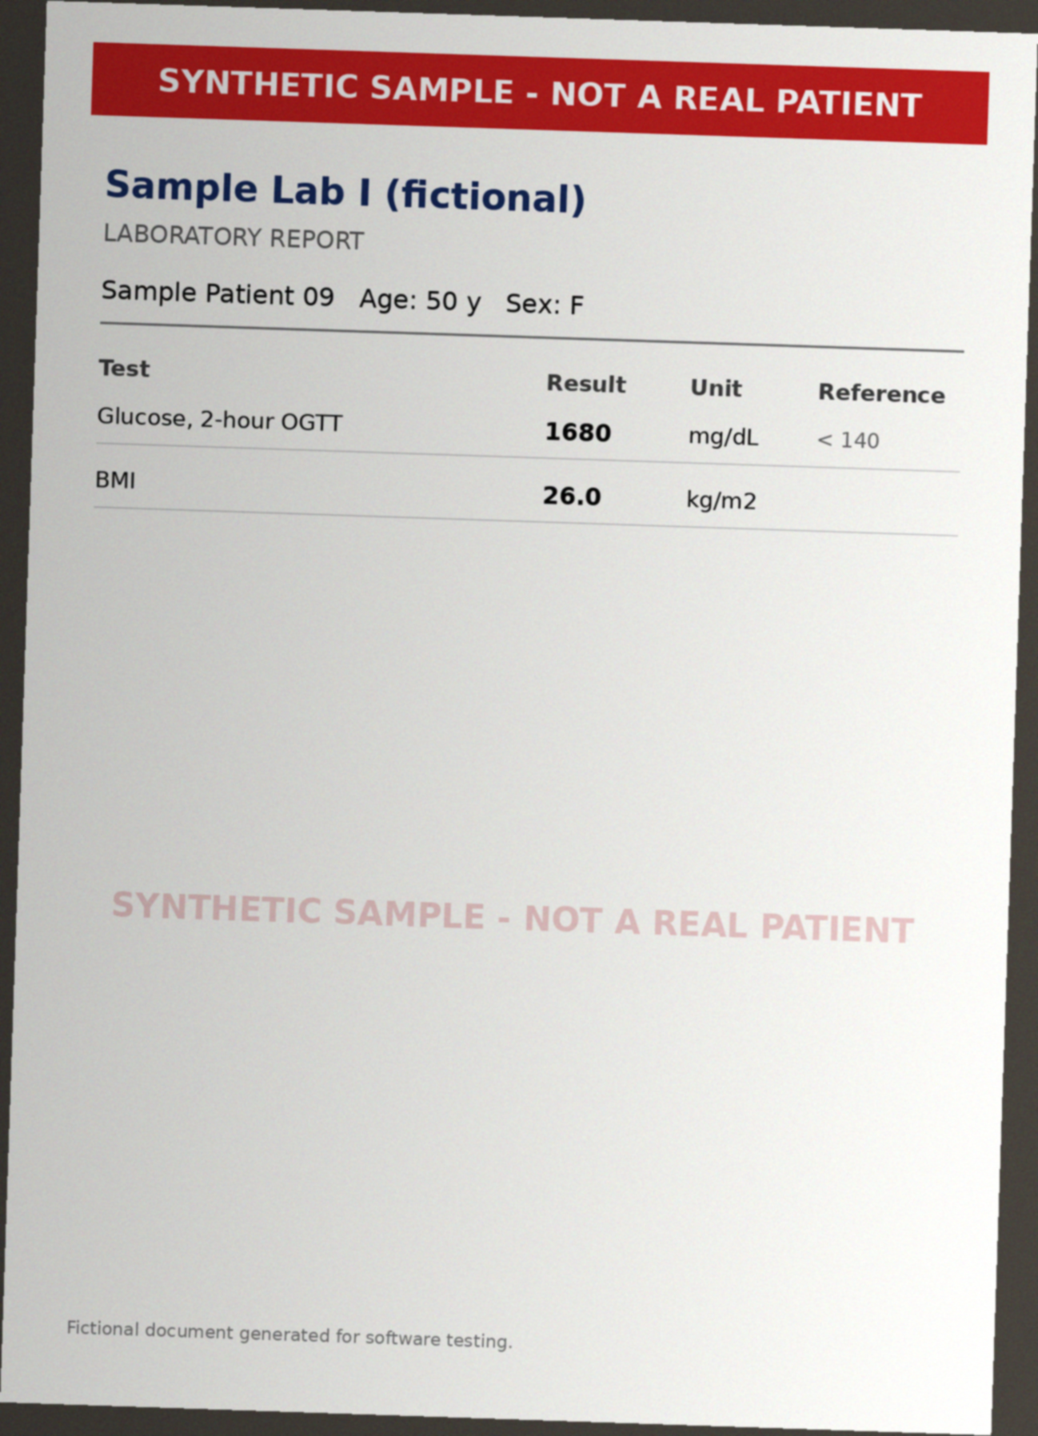 SYNTHETIC SAMPLE - NOT A REAL PATIENT
Sample Lab I (fictional)
LABORATORY REPORT
Sample Patient 09 Age: 50 y Sex: F
Test Result Unit Reference
Glucose, 2-hour OGTT 1680 mg/dL < 140
BMI 26.0 kg/m2
SYNTHETIC SAMPLE - NOT A REAL PATIENT
Fictional document generated for software testing.